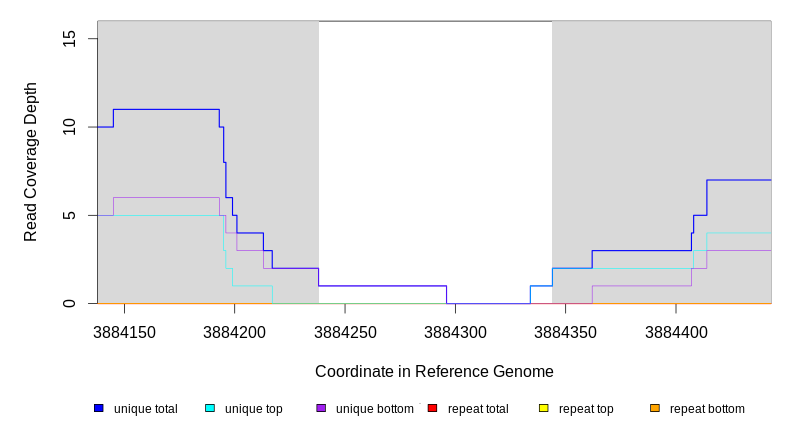 15
10
5
0
Read Coverage Depth
3884150 3884200 3884250 3884300 3884350 3884400
Coordinate in Reference Genome
unique total unique top unique bottom repeat total repeat top repeat bottom